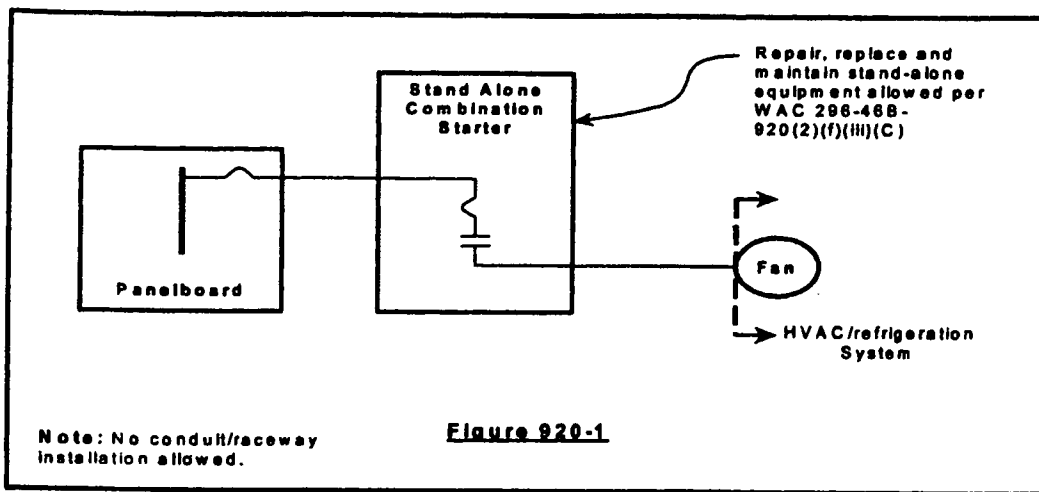 Repair, replace and
maintain stand-alone
equipment allowed per
WAC 296-46B-
920(2)(f)(iii)(C)
Stand Alone
Combination
Starter
Panelboard
Fan
HVAC/refrigeration
System
Note: No conduit/raceway
installation allowed.
Figure 920-1